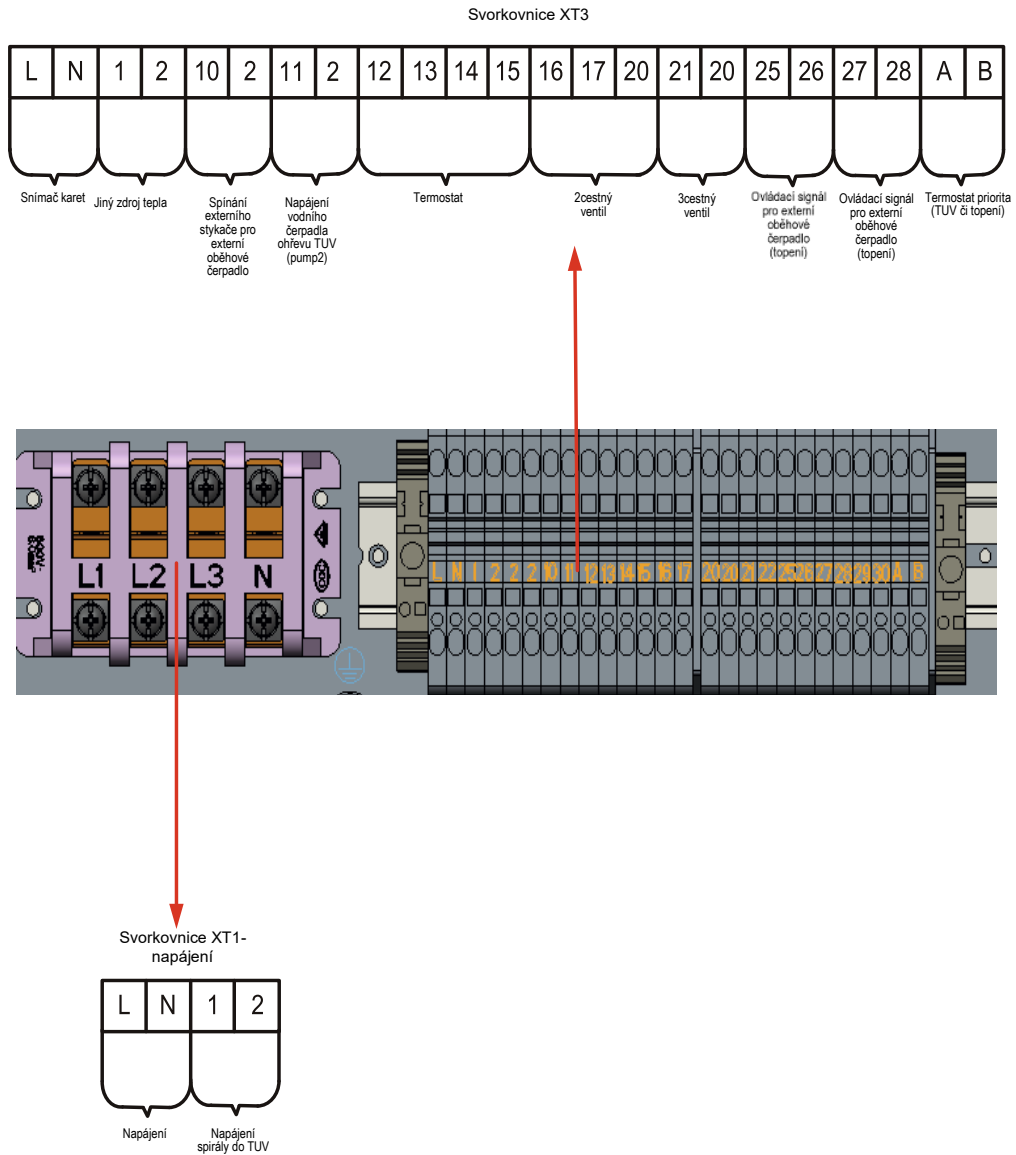 Svorkovnice XT3
L N 1 2 10 2 11 2 12 13 14 15 16 17 20 21 20 25 26 27 28 A B
Snímač karet
Jiný zdroj tepla
Spínání
externího
stykače pro
externí
oběhové
čerpadlo
Napájení
vodního
čerpadla
ohřevu TUV
(pump2)
Termostat
2cestný
ventil
3cestný
ventil
Ovládací signál
pro externí
oběhové
čerpadlo
(topení)
Ovládací signál
pro externí
oběhové
čerpadlo
(topení)
Termostat priorita
(TUV či topení)
L1 L2 L3 N
L N 1 2 2 2 10 11 12 13 14 15 16 17 20 20 21 22 25 26 27 28 29 30 A B
Svorkovnice XT1-
napájení
L N 1 2
Napájení
Napájení
spirály do TUV